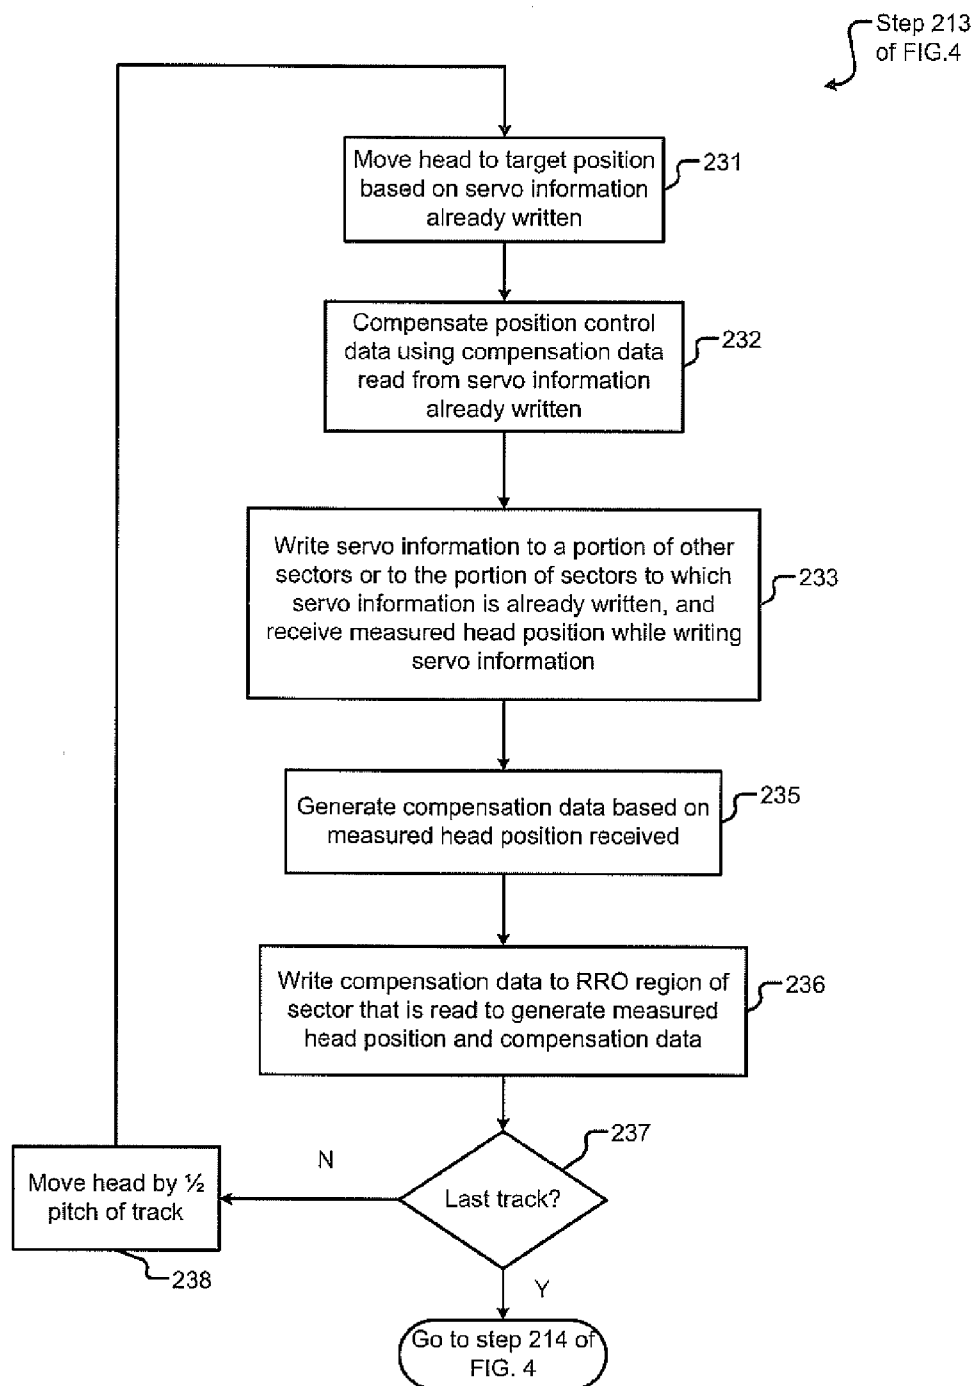 Step 213
of FIG.4
Move head to target position
based on servo information
already written
231
Compensate position control
data using compensation data
read from servo information
already written
232
Write servo information to a portion of other
sectors or to the portion of sectors to which
servo information is already written, and
receive measured head position while writing
servo information
233
Generate compensation data based on
measured head position received
235
Write compensation data to RRO region of
sector that is read to generate measured
head position and compensation data
236
237
Last track?
N
Move head by ½
pitch of track
238
Y
Go to step 214 of
FIG. 4